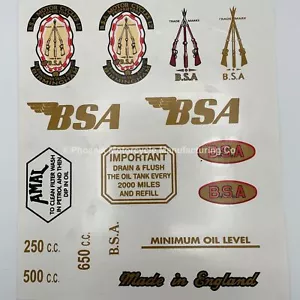 TRADE MARKS
TRADE MARKS
B.S.A
B.S.A
BSA
BSA
AMAL
TO CLEAN FILTER WASH
IN PETROL AND THEN
DIP IN OIL
IMPORTANT
DRAIN & FLUSH
THE OIL TANK EVERY
2000 MILES
AND REFILL
BSA
BSA
250 C.C.
500 C.C.
650 C.C.
B.S.A.
MINIMUM OIL LEVEL
Made in England